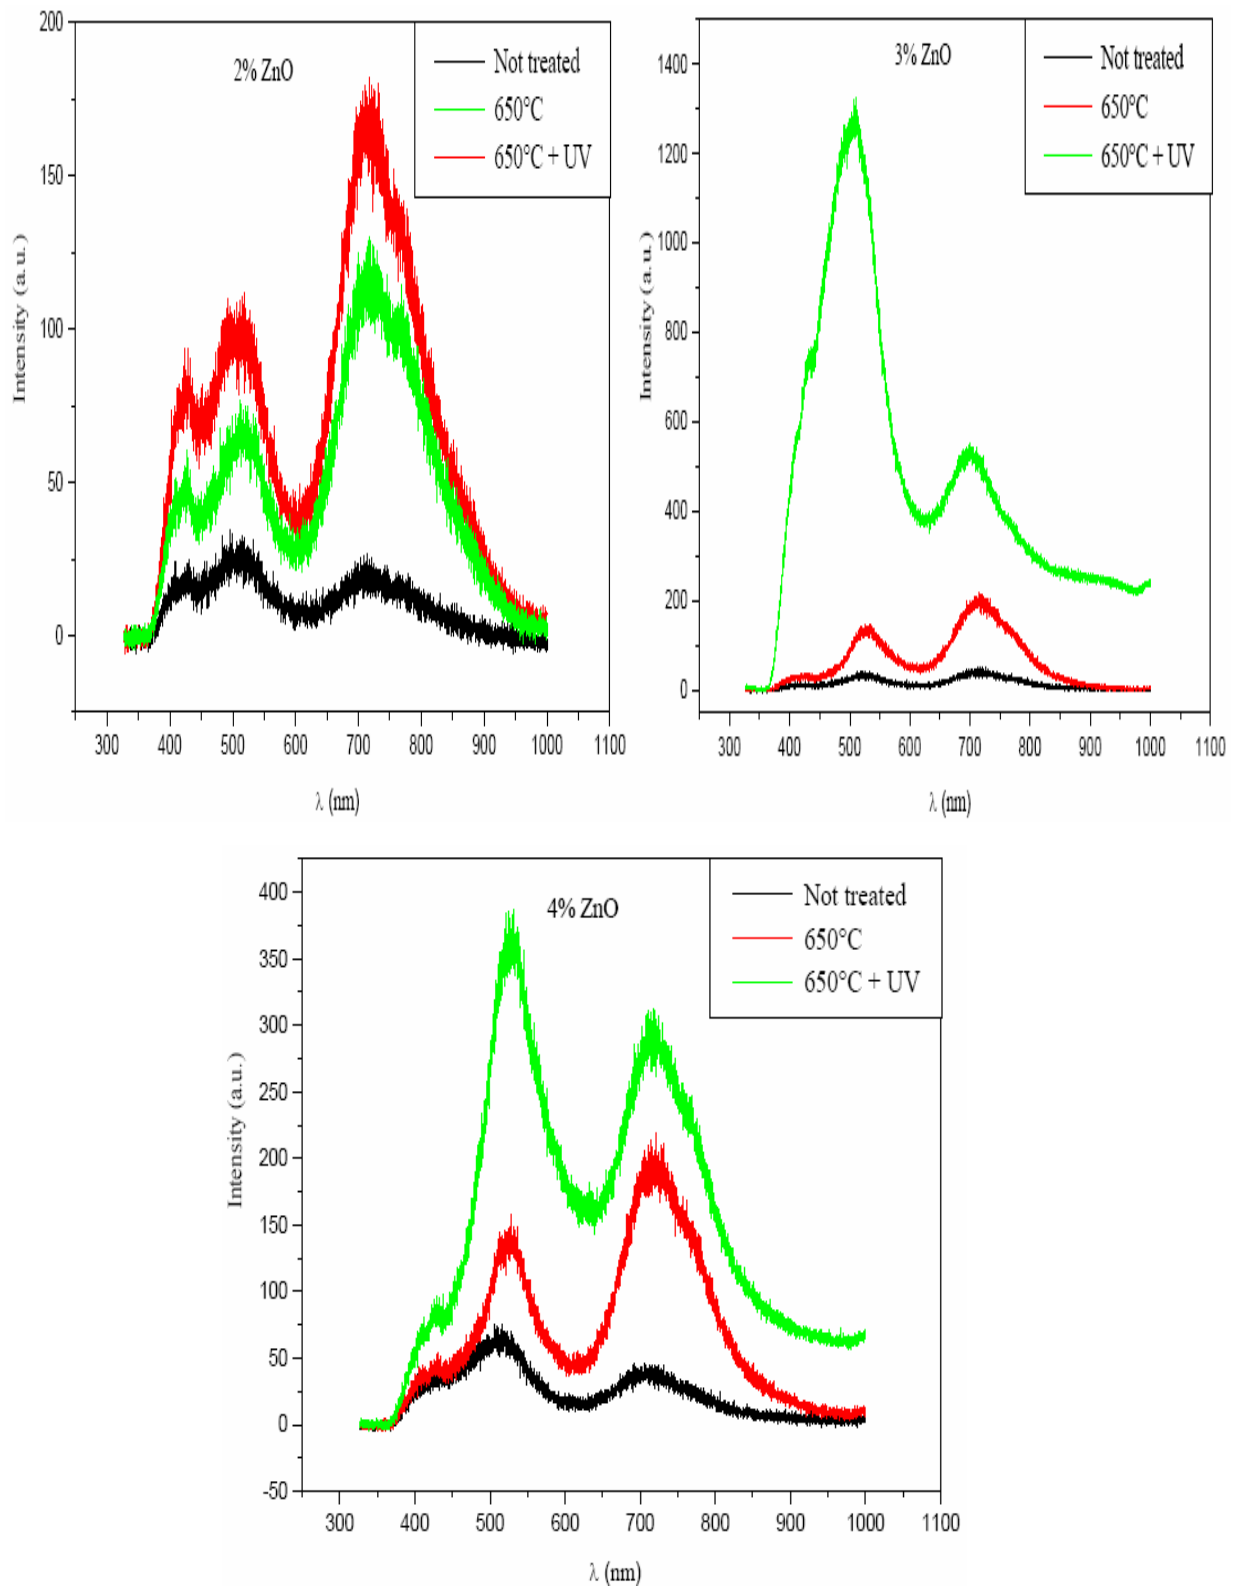 200
150
100
50
0
Intensity (a.u.)
2% ZnO
Not treated
650°C
650°C + UV
300 400 500 600 700 800 900 1000 1100
λ (nm)
1400
1200
1000
800
600
400
200
0
Intensity (a.u.)
3% ZnO
Not treated
650°C
650°C + UV
300 400 500 600 700 800 900 1000 1100
λ (nm)
400
350
300
250
200
150
100
50
0
-50
Intensity (a.u.)
4% ZnO
Not treated
650°C
650°C + UV
300 400 500 600 700 800 900 1000 1100
λ (nm)